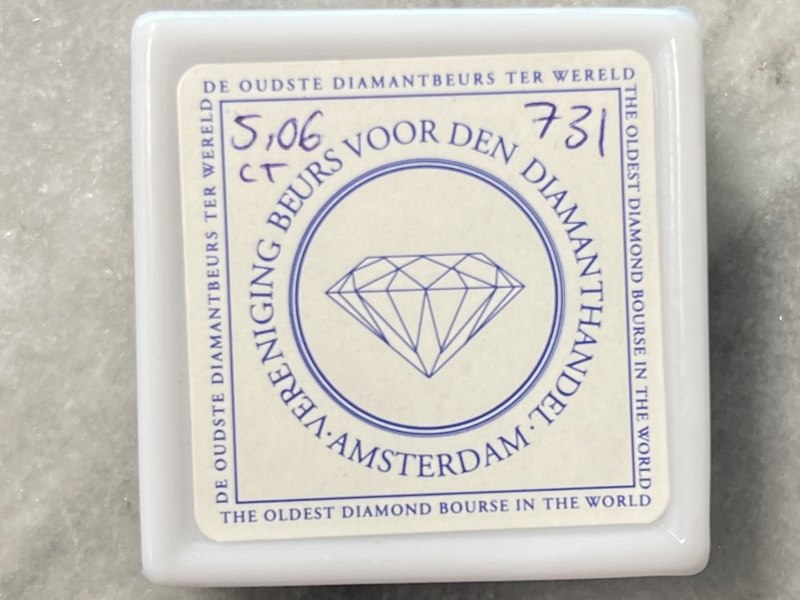 DE OUDSTE DIAMANTBEURS TER WERELD
DE OUDSTE DIAMANTBEURS TER WERELD
THE OLDEST DIAMOND BOURSE IN THE WORLD
5,06
CT
731
VERENIGING BEURS VOOR DEN DIAMANTHANDEL
· AMSTERDAM ·
THE OLDEST DIAMOND BOURSE IN THE WORLD